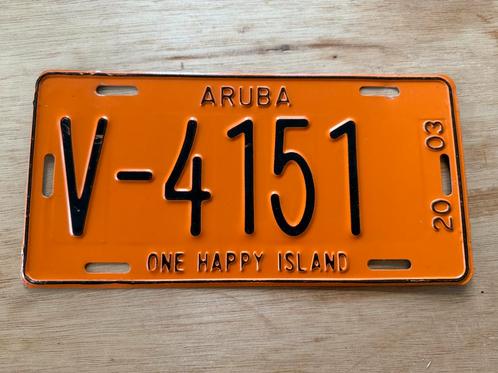 ARUBA
V-4151
20 03
ONE HAPPY ISLAND